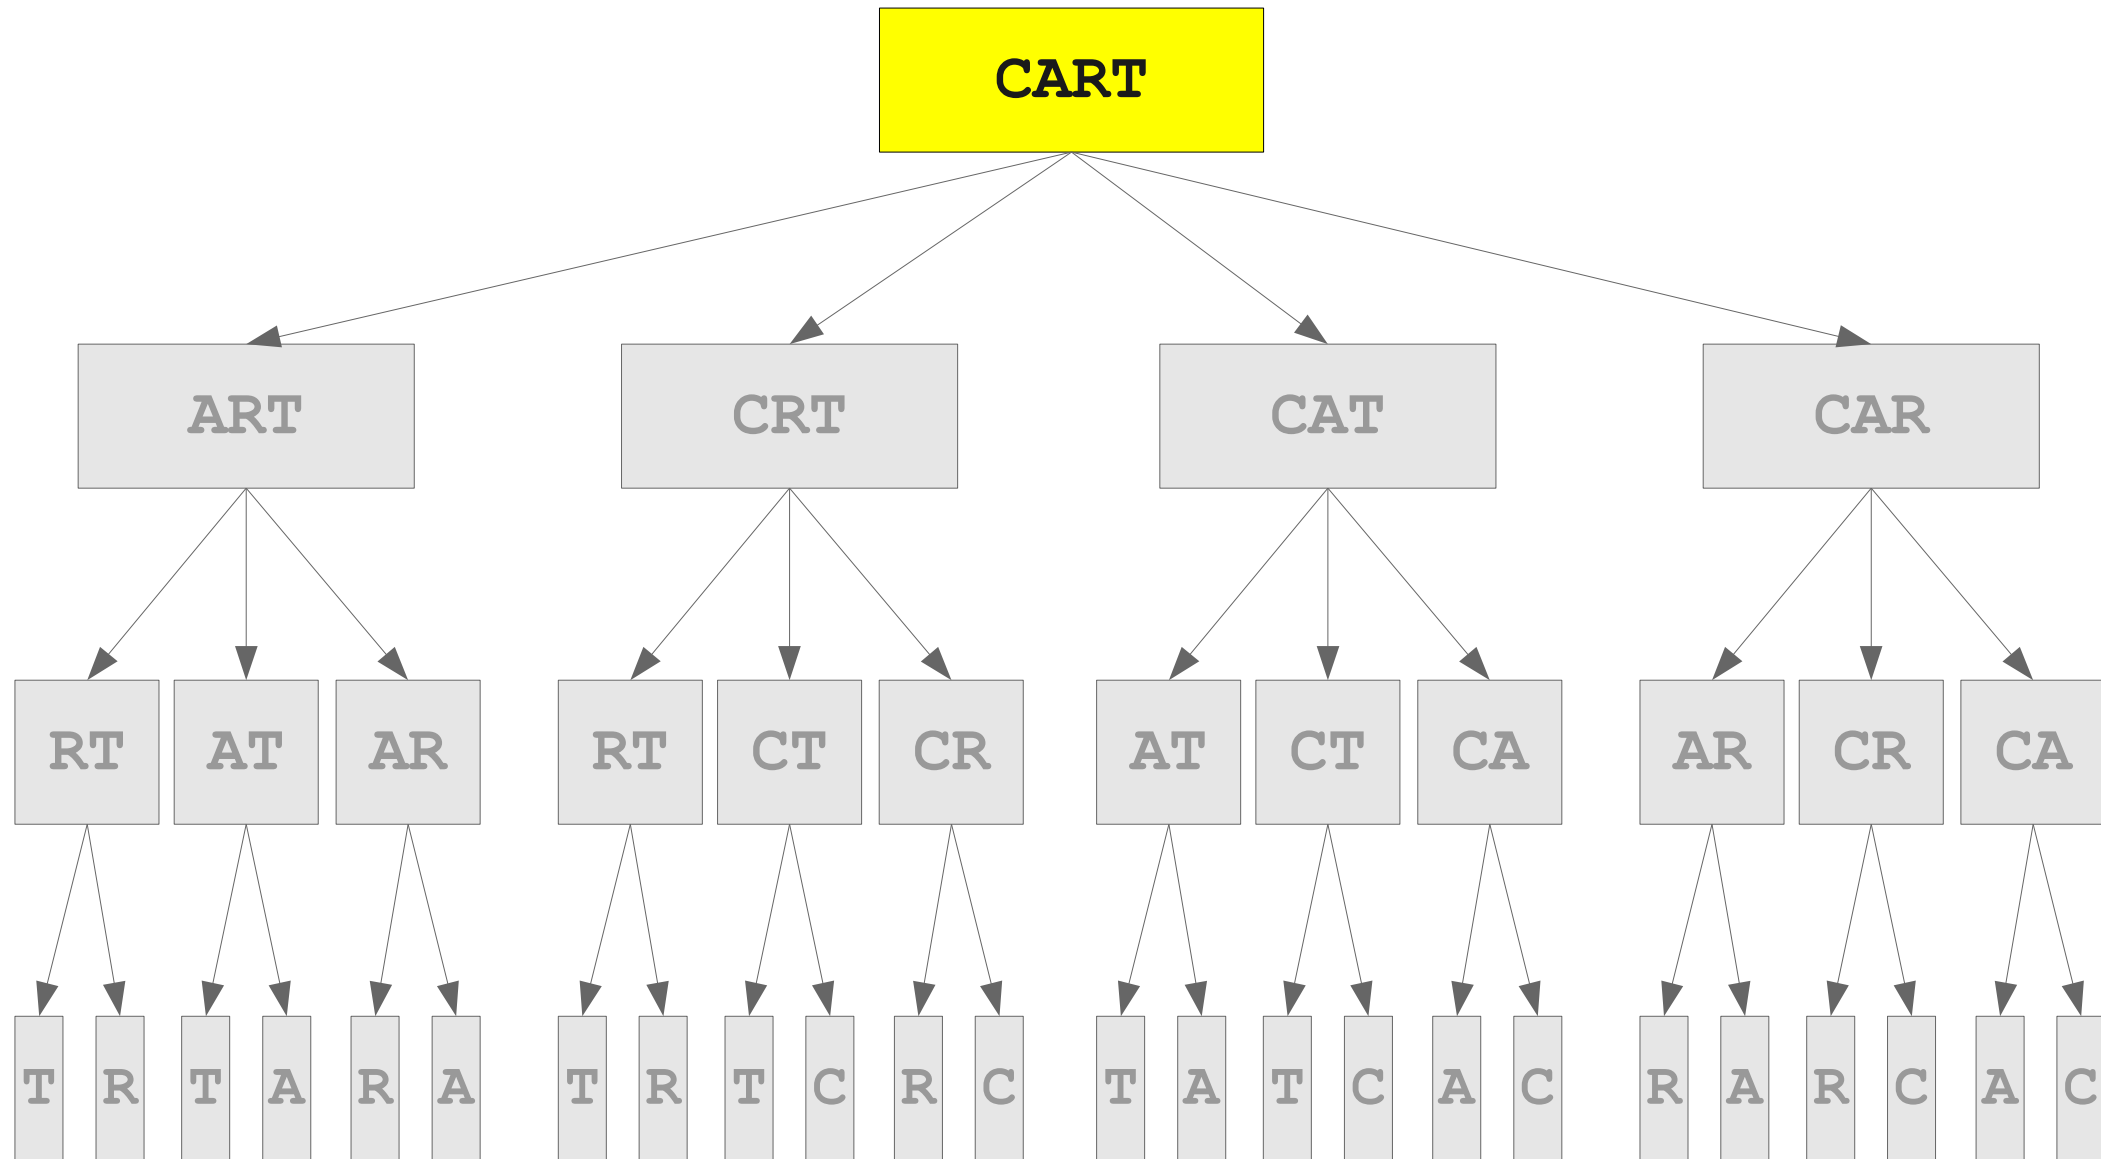 CART
ART CRT CAT CAR
RT AT AR RT CT CR AT CT CA AR CR CA
T R T A R A T R T C R C T A T C A C R A R C A C